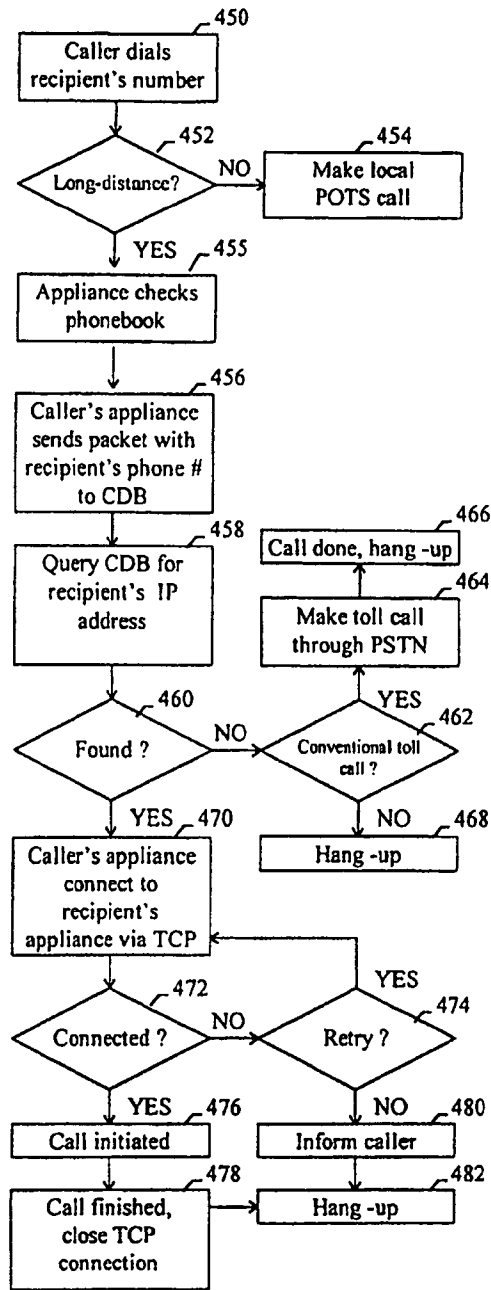 450
Caller dials
recipient's number
452
454
Long-distance?
NO
Make local
POTS call
YES
455
Appliance checks
phonebook
456
Caller's appliance
sends packet with
recipient's phone #
to CDB
458
466
Query CDB for
recipient's IP
address
Call done, hang -up
464
Make toll call
through PSTN
460
YES
462
Found ?
NO
Conventional toll
call ?
YES
470
NO
468
Caller's appliance
connect to
recipient's
appliance via TCP
Hang -up
YES
472
474
Connected ?
NO
Retry ?
YES
476
NO
480
Call initiated
Inform caller
478
482
Call finished,
close TCP
connection
Hang -up